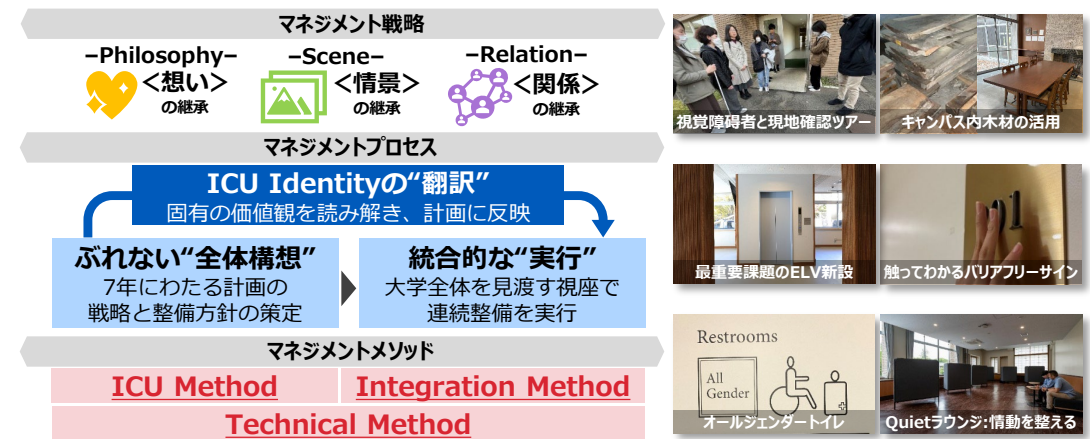 マネジメント戦略
–Philosophy–
<想い>
の継承
–Scene–
<情景>
の継承
–Relation–
<関係>
の継承
マネジメントプロセス
ICU Identityの“翻訳”
固有の価値観を読み解き、計画に反映
ぶれない“全体構想”
7年にわたる計画の
戦略と整備方針の策定
統合的な“実行”
大学全体を見渡す視座で
連続整備を実行
マネジメントメソッド
ICU Method
Integration Method
Technical Method
視覚障碍者と現地確認ツアー
キャンパス内木材の活用
最重要課題のELV新設
01
触ってわかるバリアフリーサイン
Restrooms
All
Gender
オールジェンダートイレ
Quietラウンジ:情動を整える